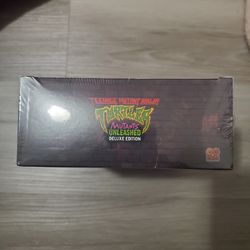 TEENAGE MUTANT NINJA
TURTLES
MUTANTS
UNLEASHED
DELUXE EDITION